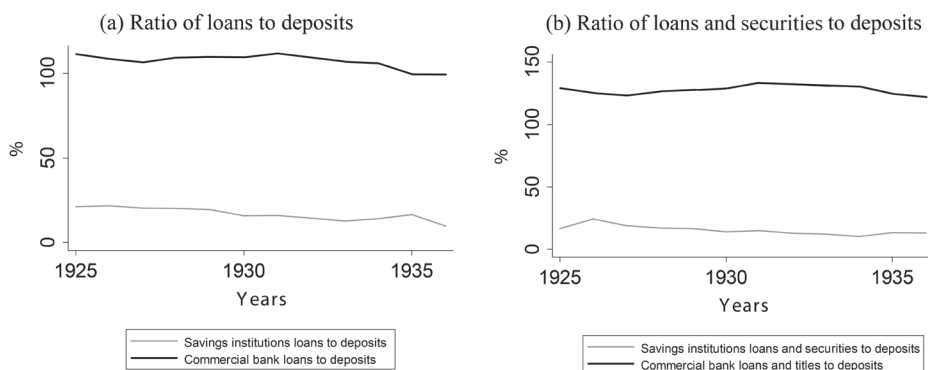 (a) Ratio of loans to deposits
100
50
0
%
1925
1930
1935
Years
Savings institutions loans to deposits
Commercial bank loans to deposits
(b) Ratio of loans and securities to deposits
150
100
50
0
%
1925
1930
1935
Years
Savings institutions loans and securities to deposits
Commercial bank loans and titles to deposits